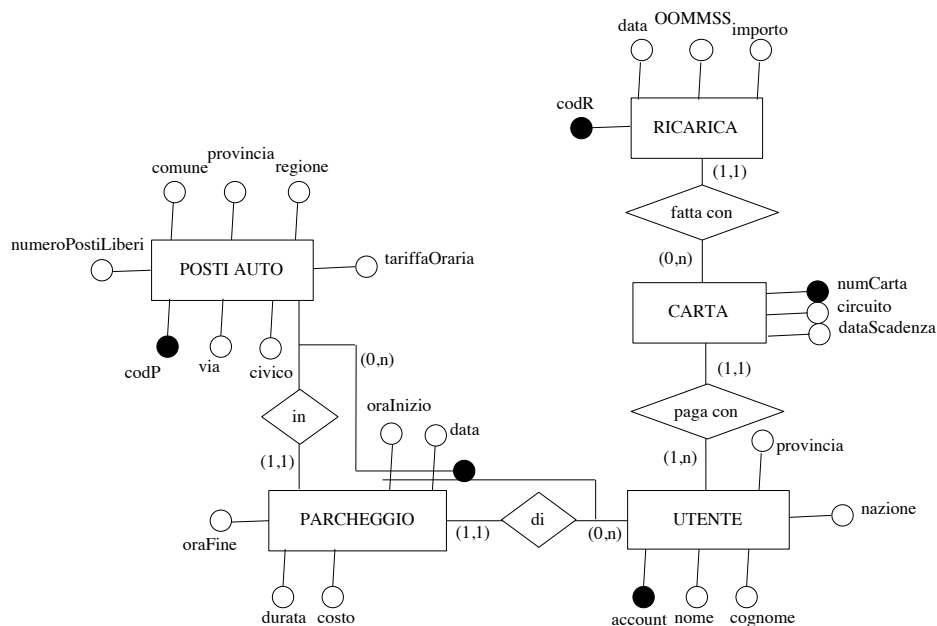 data OOMMSS importo
codR
RICARICA
(1,1)
fatta con
(0,n)
CARTA
numCarta
circuito
dataScadenza
(1,1)
paga con
(1,n)
provincia
comune provincia regione
numeroPostiLiberi
POSTI AUTO
tariffaOraria
codP via civico
(0,n)
in
(1,1)
oraInizio data
PARCHEGGIO
oraFine
durata costo
(1,1)
di
(0,n)
UTENTE
nazione
account nome cognome